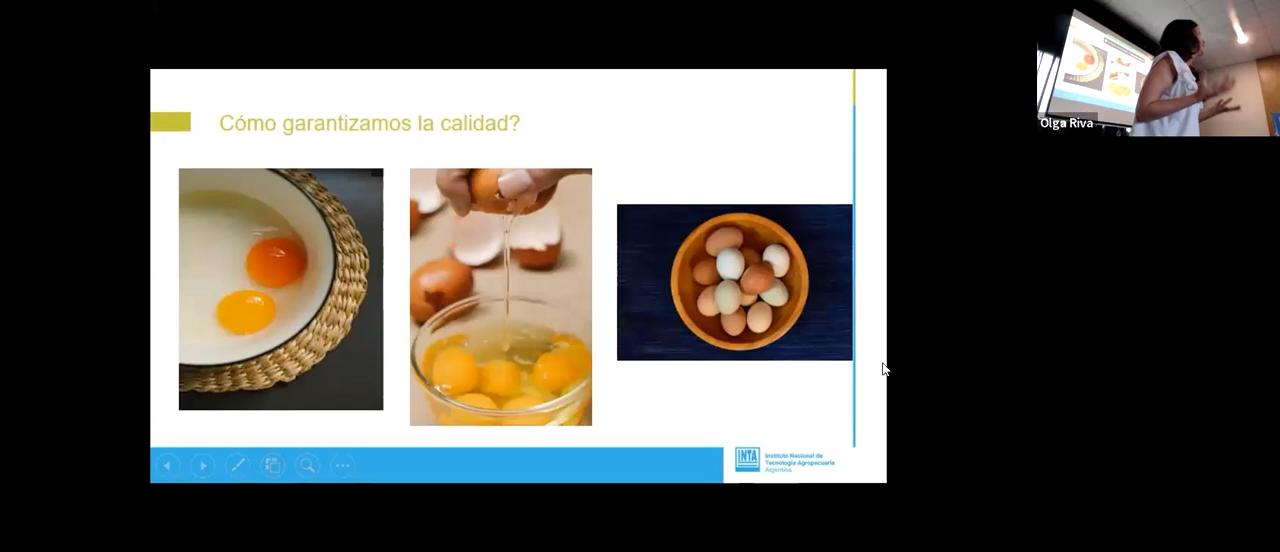 Cómo garantizamos la calidad?
Olga Riva
INTA
Instituto Nacional de
Tecnología Agropecuaria
Argentina